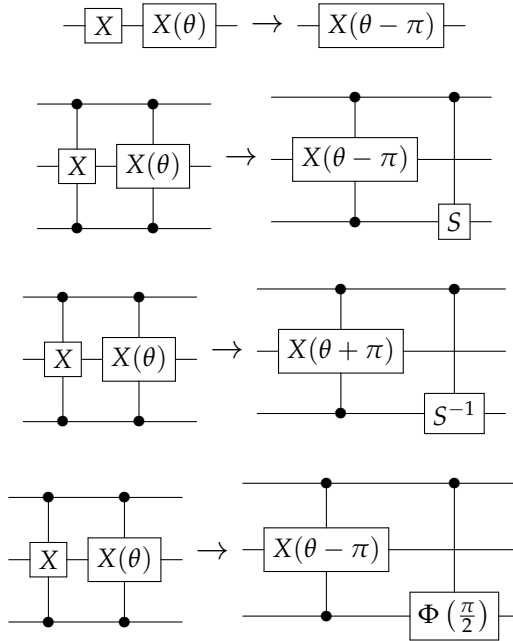 X X(θ) → X(θ − π)
X X(θ) → X(θ − π) S
X X(θ) → X(θ + π) S⁻¹
X X(θ) → X(θ − π) Φ (π/2)